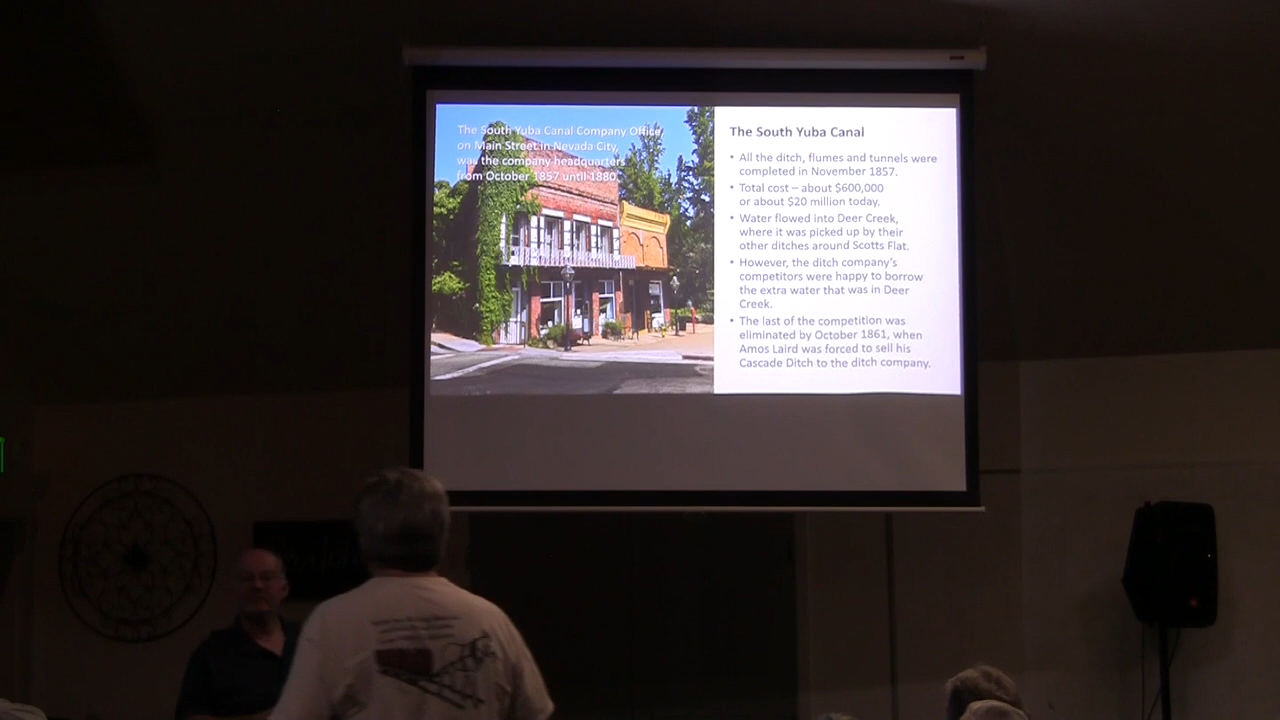 The South Yuba Canal Company Office,
on Main Street in Nevada City,
was the company headquarters
from October 1857 until 1880.
The South Yuba Canal
• All the ditch, flumes and tunnels were
completed in November 1857.
• Total cost – about $600,000
or about $20 million today.
• Water flowed into Deer Creek,
where it was picked up by their
other ditches around Scotts Flat.
• However, the ditch company's
competitors were happy to borrow
the extra water that was in Deer
Creek.
• The last of the competition was
eliminated by October 1861, when
Amos Laird was forced to sell his
Cascade Ditch to the ditch company.